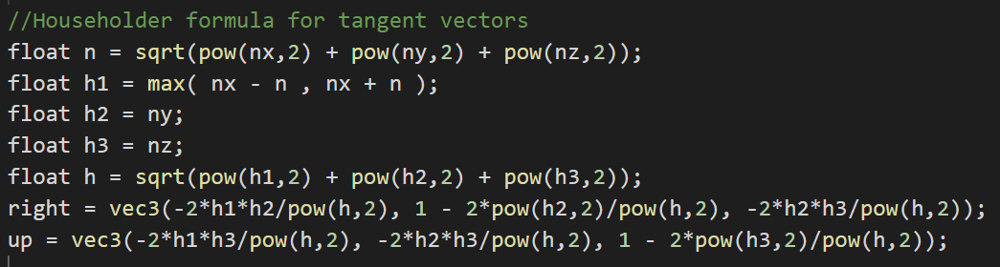 //Householder formula for tangent vectors
float n = sqrt(pow(nx,2) + pow(ny,2) + pow(nz,2));
float h1 = max( nx - n , nx + n );
float h2 = ny;
float h3 = nz;
float h = sqrt(pow(h1,2) + pow(h2,2) + pow(h3,2));
right = vec3(-2*h1*h2/pow(h,2), 1 - 2*pow(h2,2)/pow(h,2), -2*h2*h3/pow(h,2));
up = vec3(-2*h1*h3/pow(h,2), -2*h2*h3/pow(h,2), 1 - 2*pow(h3,2)/pow(h,2));